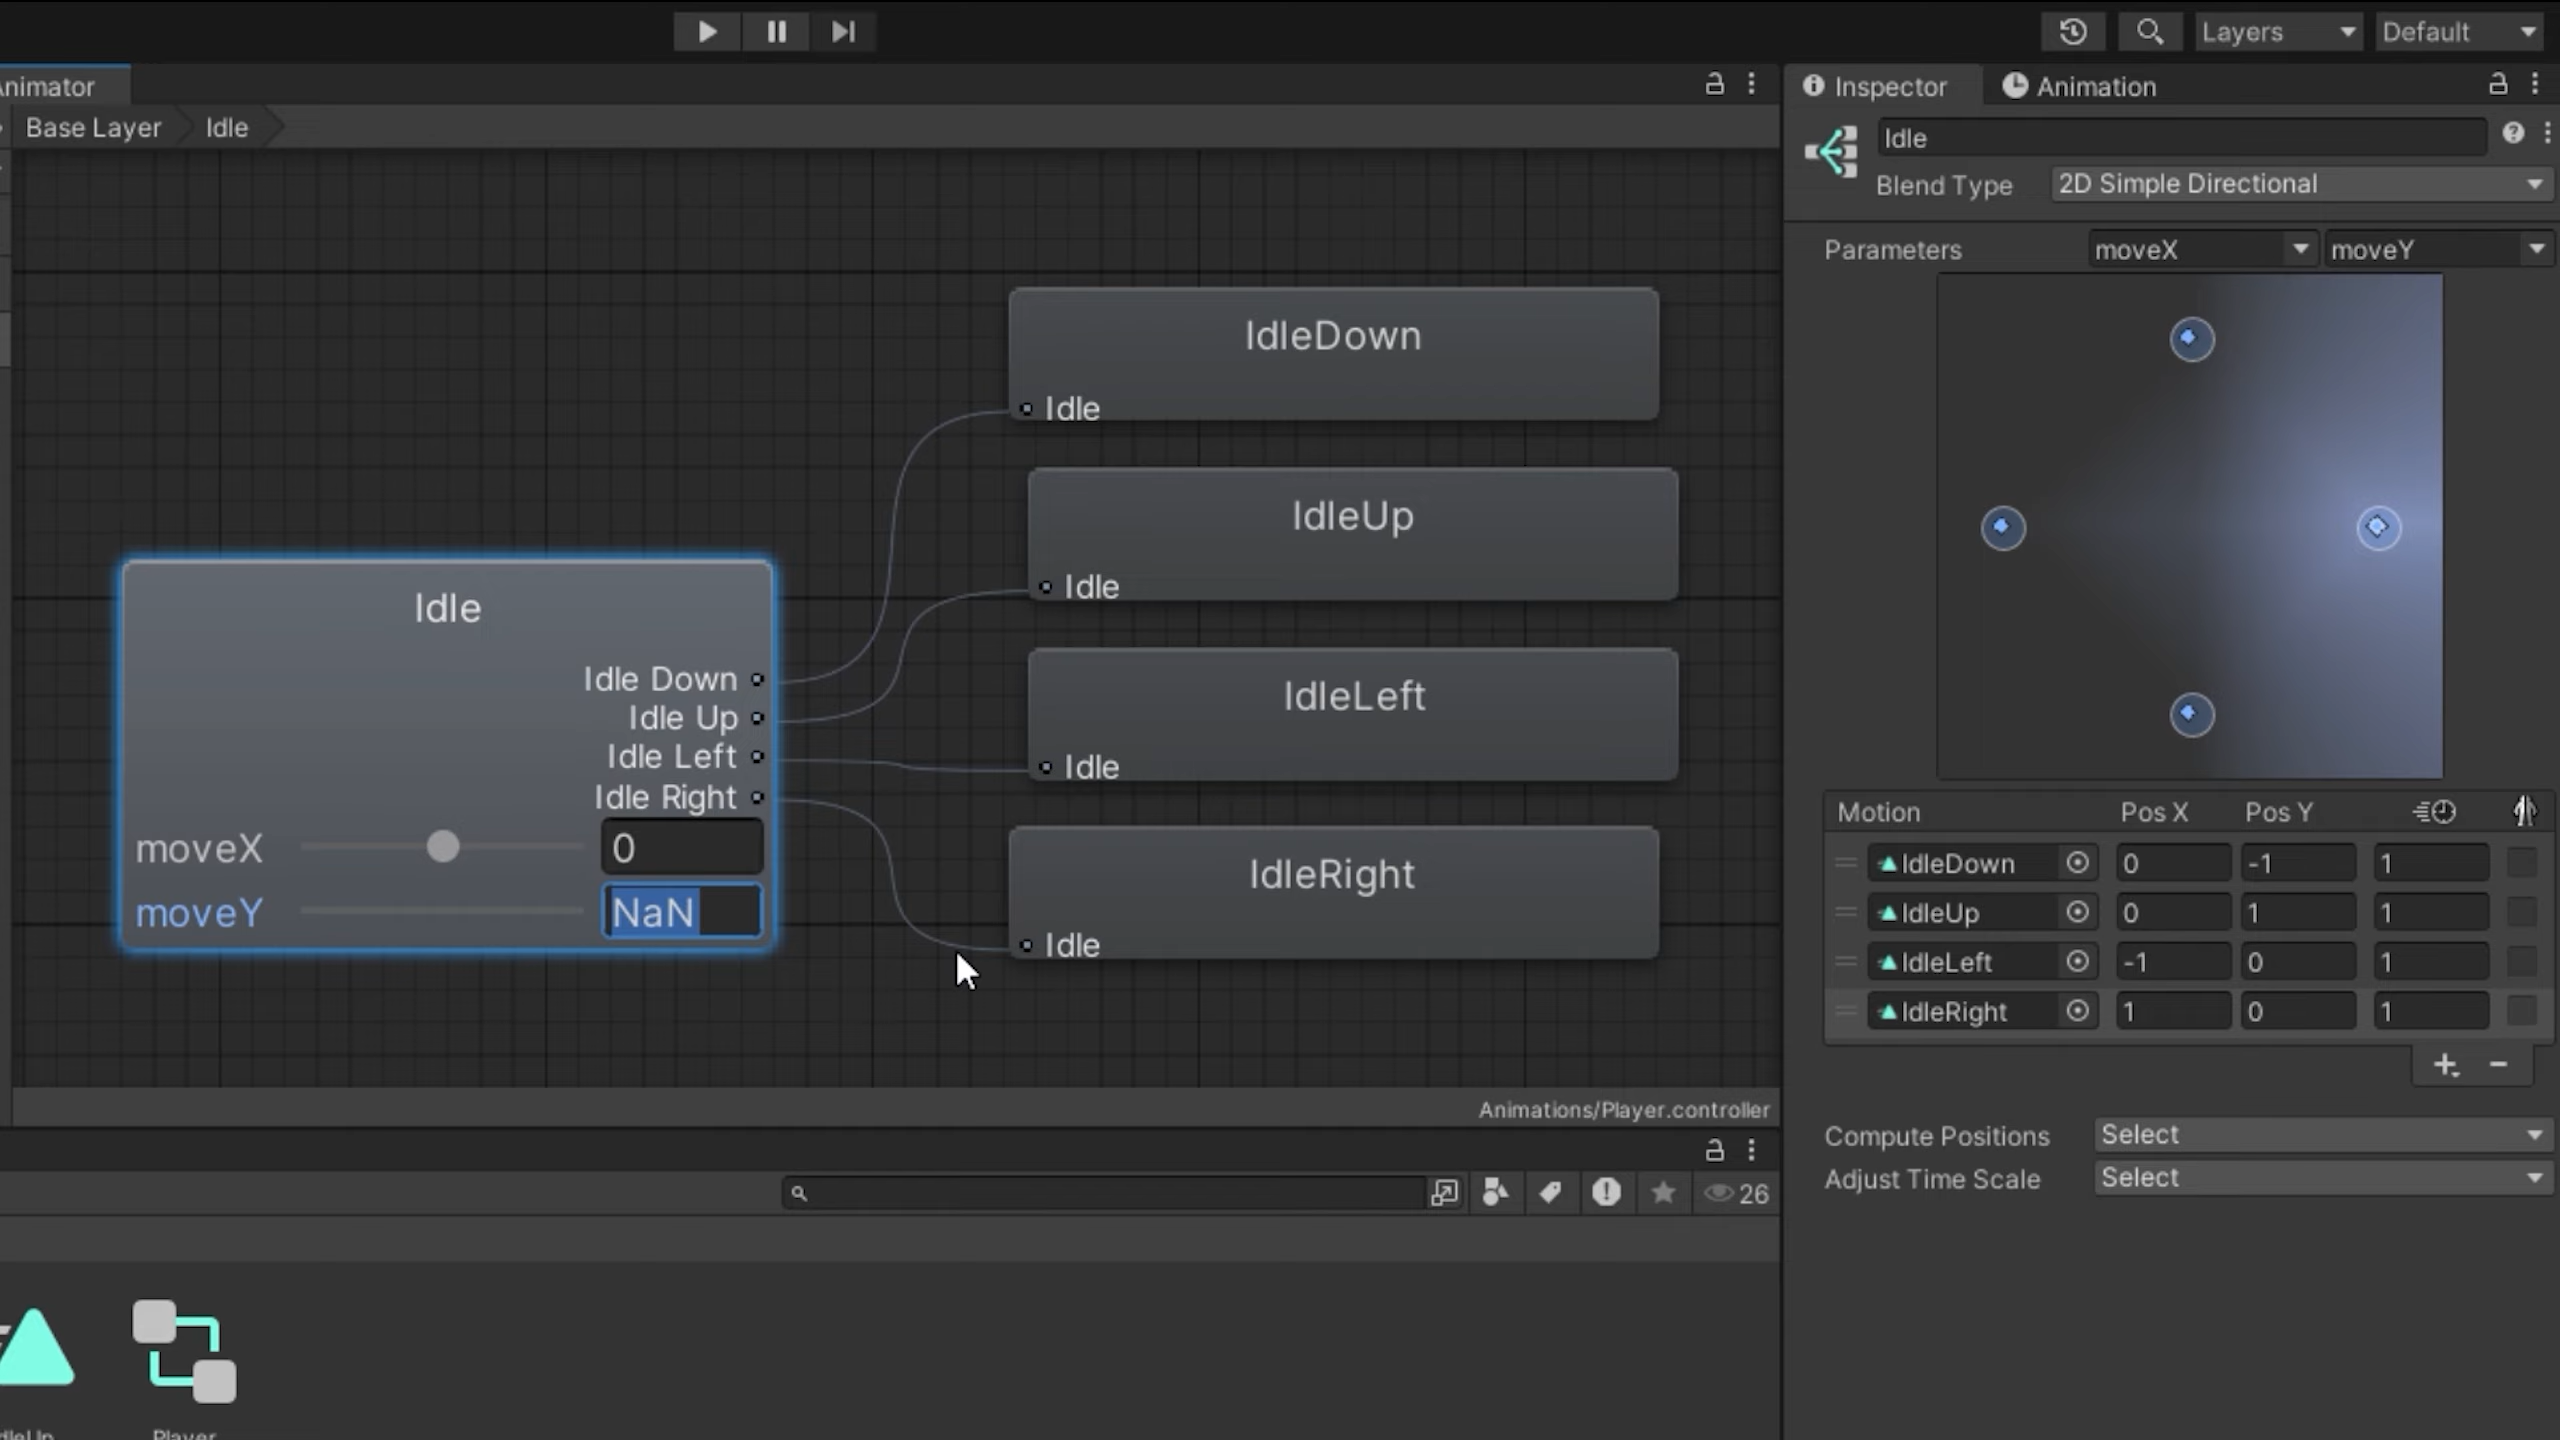 Layers
Default
Animator
Inspector
Animation
Base Layer
Idle
Idle
Blend Type
2D Simple Directional
Parameters
moveX
moveY
IdleDown
Idle
IdleUp
Idle
IdleLeft
Idle
IdleRight
Idle
Idle
Idle Down
Idle Up
Idle Left
Idle Right
moveX
0
moveY
NaN
Motion
Pos X
Pos Y
IdleDown
0
-1
1
IdleUp
0
1
1
IdleLeft
-1
0
1
IdleRight
1
0
1
Compute Positions
Select
Adjust Time Scale
Select
Animations/Player.controller
26
IdleUp
Player